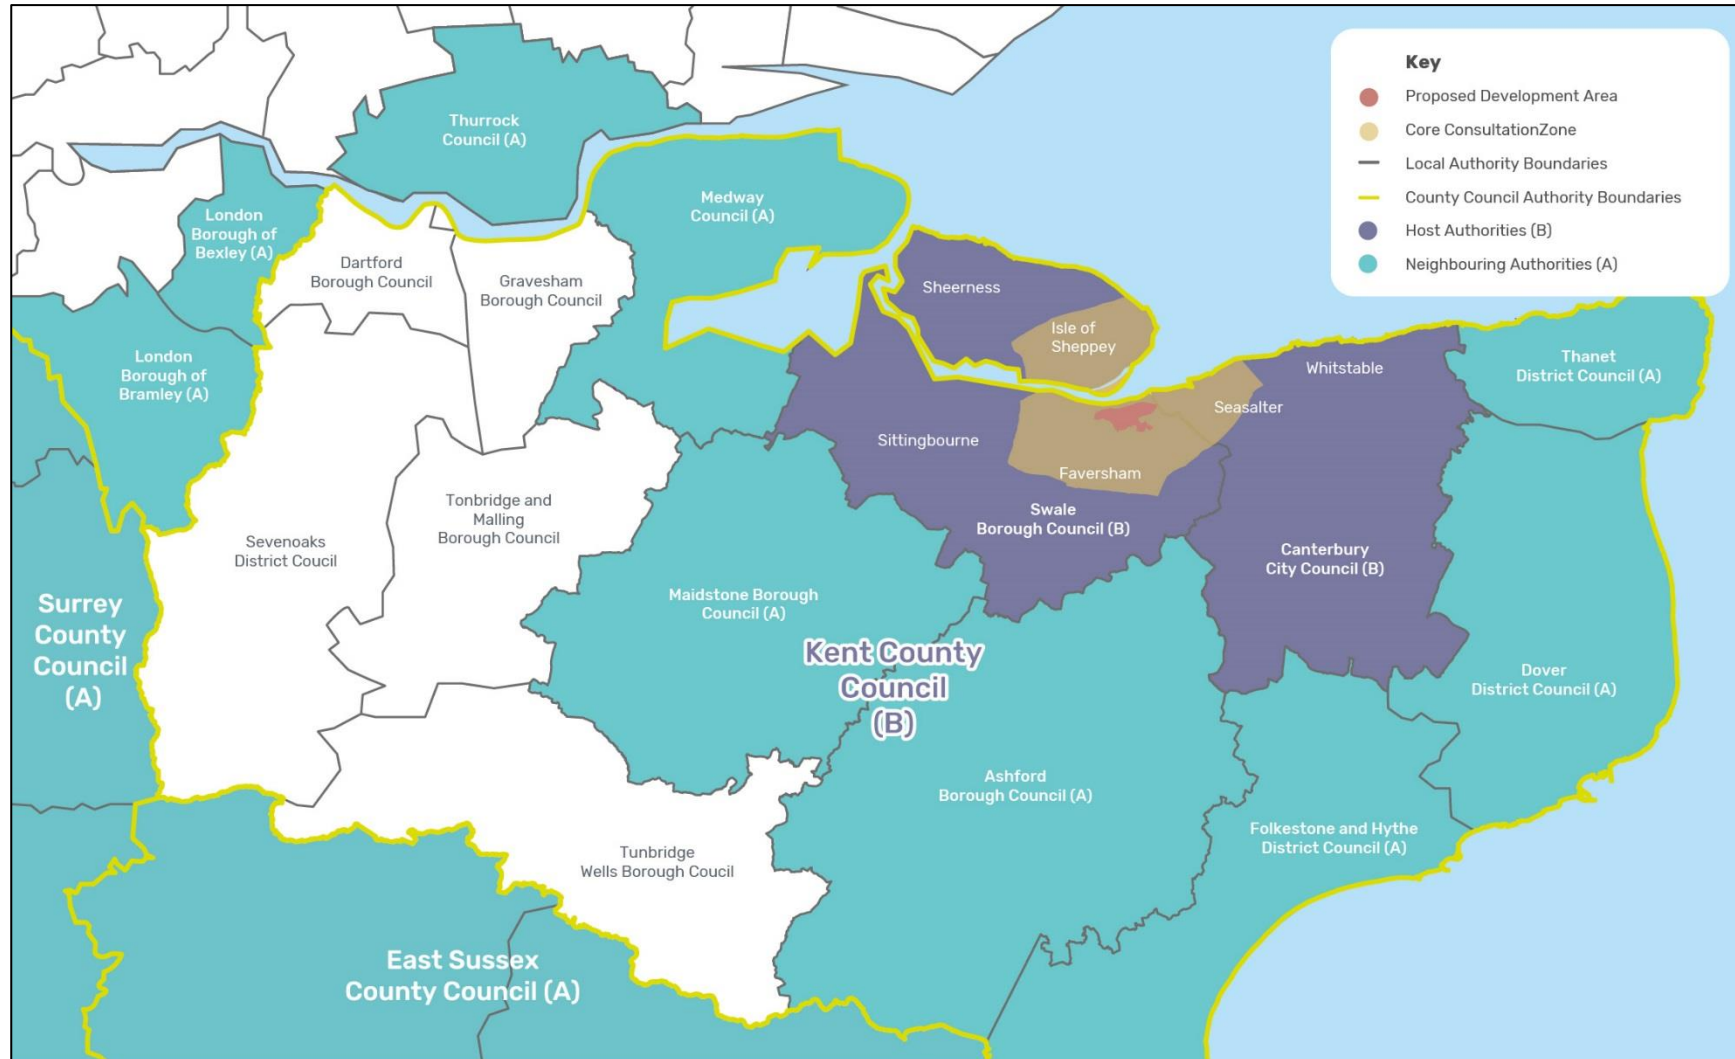 Key
Proposed Development Area
Core ConsultationZone
Local Authority Boundaries
County Council Authority Boundaries
Host Authorities (B)
Neighbouring Authorities (A)
Thurrock
Council (A)
Medway
Council (A)
London
Borough of
Bexley (A)
Dartford
Borough Council
Gravesham
Borough Council
Sheerness
Isle of
Sheppey
London
Borough of
Bramley (A)
Whitstable
Thanet
District Council (A)
Seasalter
Sittingbourne
Faversham
Swale
Borough Council (B)
Tonbridge and
Malling
Borough Council
Sevenoaks
District Coucil
Canterbury
City Council (B)
Maidstone Borough
Council (A)
Surrey
County
Council
(A)
Kent County
Council
(B)
Dover
District Council (A)
Ashford
Borough Council (A)
Folkestone and Hythe
District Council (A)
Tunbridge
Wells Borough Coucil
East Sussex
County Council (A)